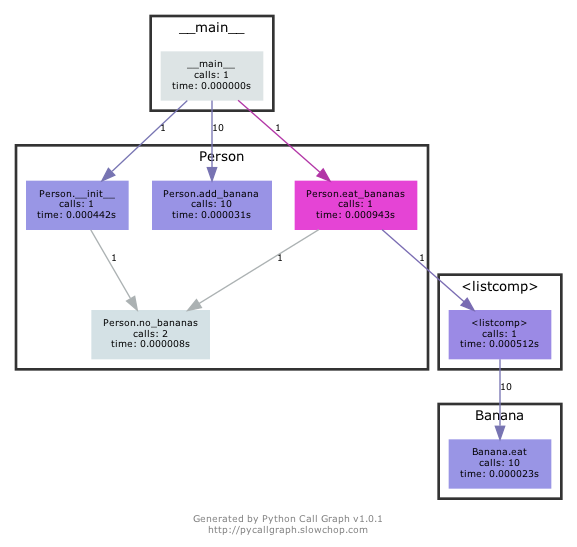 __main__
__main__
calls: 1
time: 0.000000s
1
10
1
Person
Person.__init__
calls: 1
time: 0.000442s
Person.add_banana
calls: 10
time: 0.000031s
Person.eat_bananas
calls: 1
time: 0.000943s
1
1
1
<listcomp>
Person.no_bananas
calls: 2
time: 0.000008s
<listcomp>
calls: 1
time: 0.000512s
10
Banana
Banana.eat
calls: 10
time: 0.000023s
Generated by Python Call Graph v1.0.1
http://pycallgraph.slowchop.com